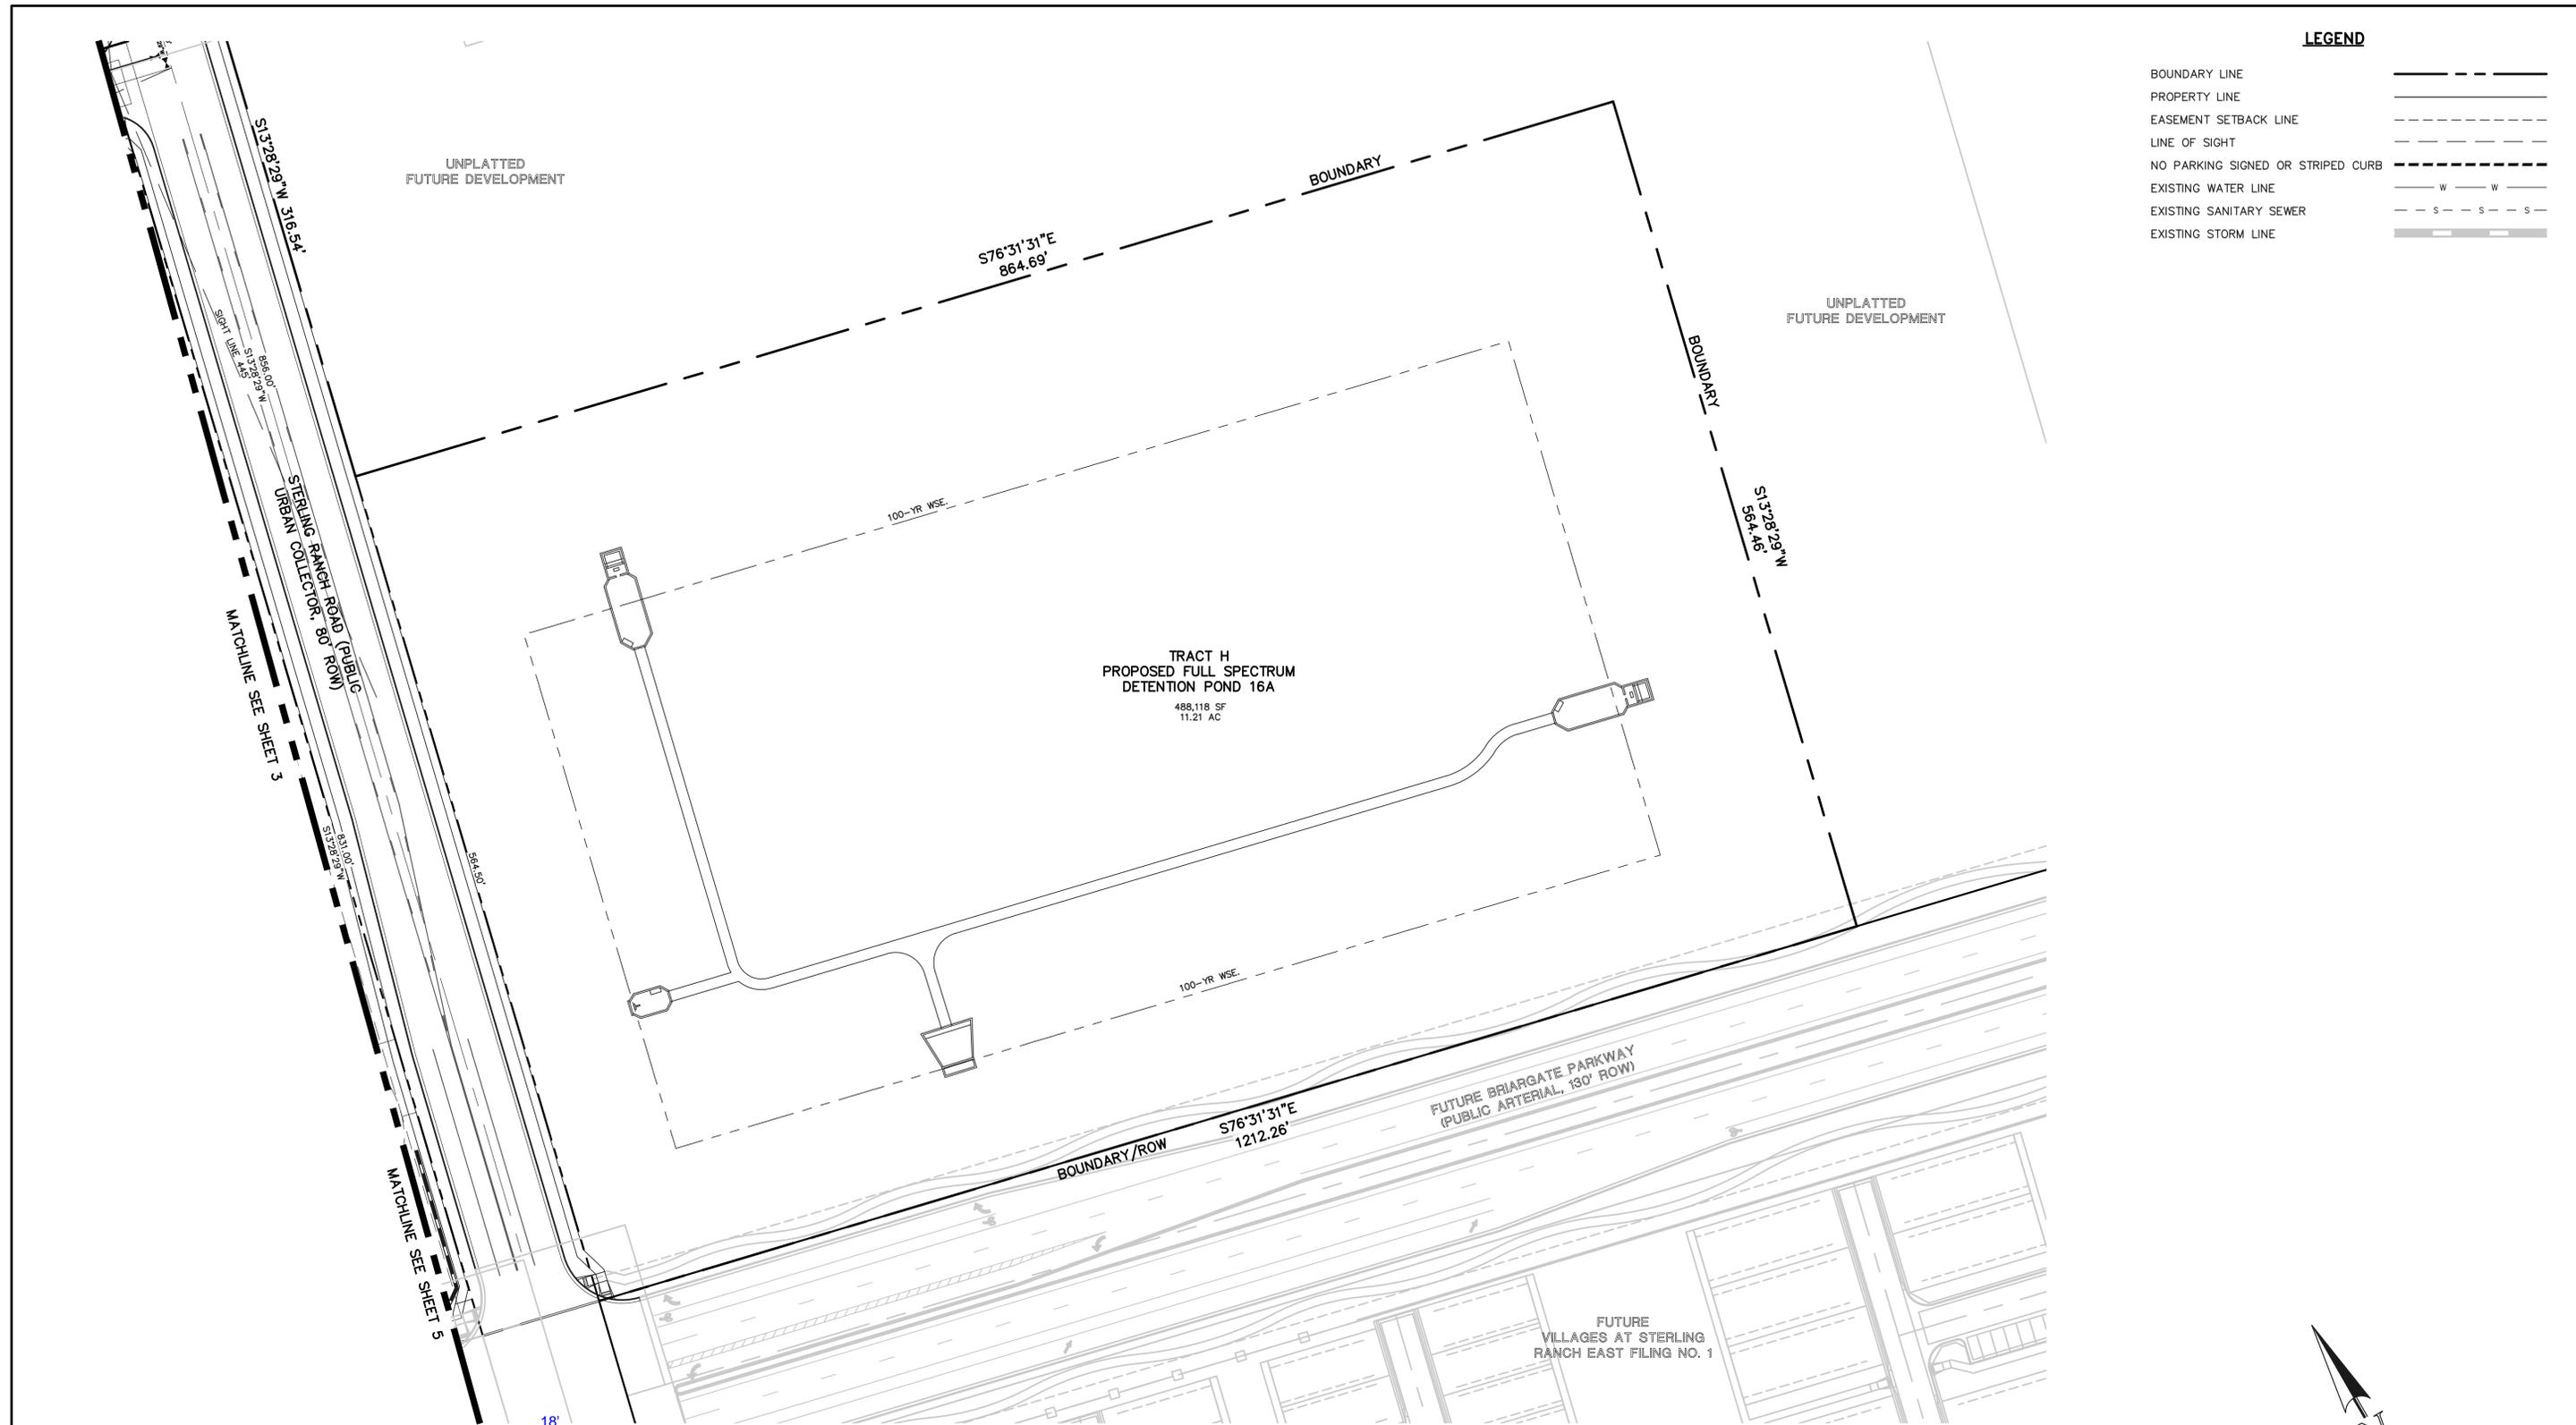 LEGEND
BOUNDARY LINE
PROPERTY LINE
EASEMENT SETBACK LINE
LINE OF SIGHT
NO PARKING SIGNED OR STRIPED CURB
EXISTING WATER LINE
W W
EXISTING SANITARY SEWER
S S S
EXISTING STORM LINE
S13°28'29"W 316.54'
UNPLATTED
FUTURE DEVELOPMENT
BOUNDARY
S76°31'31"E
864.69'
UNPLATTED
FUTURE DEVELOPMENT
BOUNDARY
S13°28'29"W
564.46'
SIGHT LINE 445'
856.00'
S13°28'29"W
STERLING RANCH ROAD (PUBLIC
URBAN COLLECTOR, 80' ROW)
MATCHLINE SEE SHEET 3
100-YR WSE.
TRACT H
PROPOSED FULL SPECTRUM
DETENTION POND 16A
488,118 SF
11.21 AC
831.00'
S13°28'29"W
564.50'
100-YR WSE.
MATCHLINE SEE SHEET 5
BOUNDARY/ROW
S76°31'31"E
1212.26'
FUTURE BRIARGATE PARKWAY
(PUBLIC ARTERIAL, 130' ROW)
FUTURE
VILLAGES AT STERLING
RANCH EAST FILING NO. 1
18'